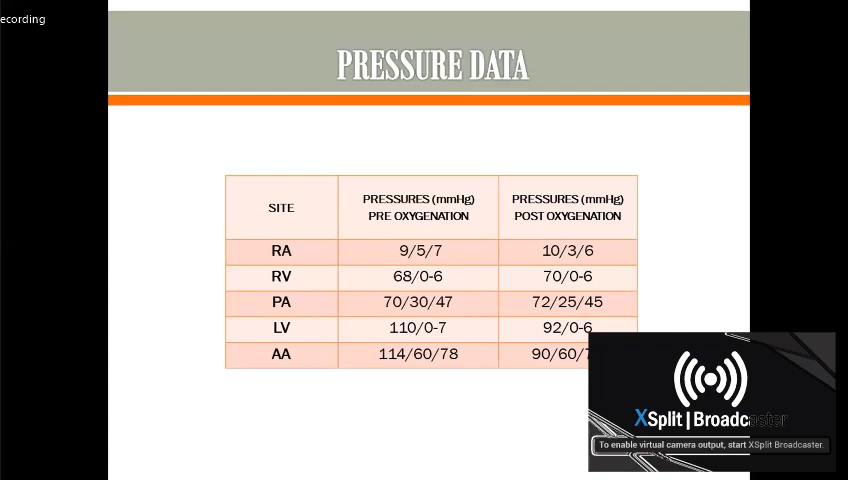 ecording
PRESSURE DATA
SITE
PRESSURES (mmHg)
PRE OXYGENATION
PRESSURES (mmHg)
POST OXYGENATION
RA 9/5/7 10/3/6
RV 68/0-6 70/0-6
PA 70/30/47 72/25/45
LV 110/0-7 92/0-6
AA 114/60/78 90/60/
XSplit | Broadcaster
To enable virtual camera output, start XSplit Broadcaster.